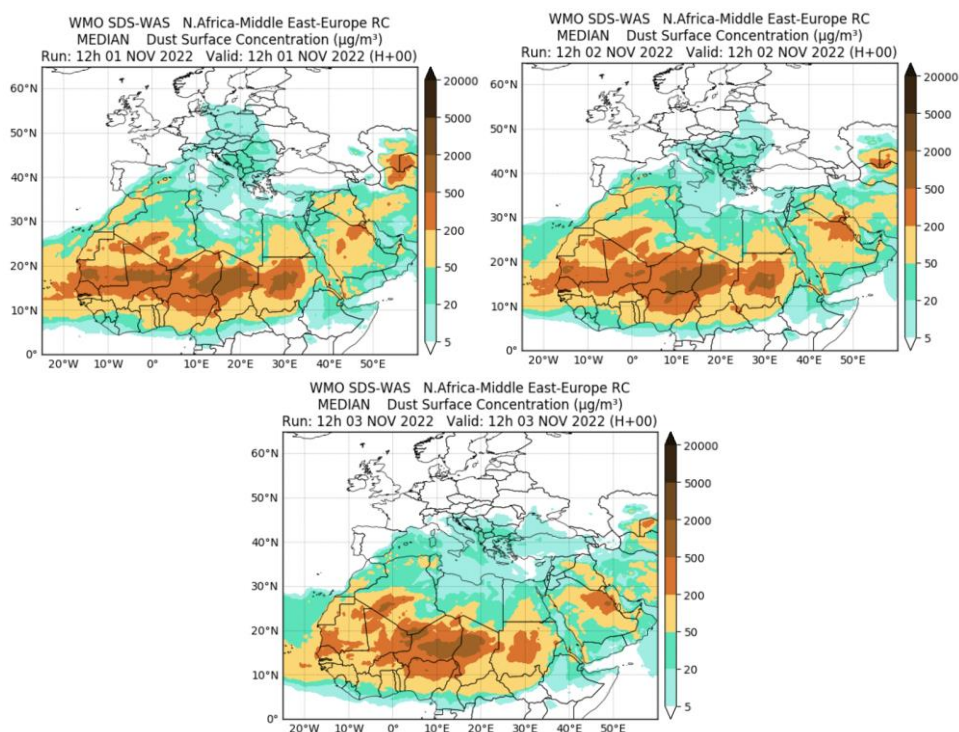 WMO SDS-WAS N.Africa-Middle East-Europe RC
MEDIAN Dust Surface Concentration (µg/m³)
Run: 12h 01 NOV 2022 Valid: 12h 01 NOV 2022 (H+00)
60°N
50°N
40°N
30°N
20°N
10°N
0°
20°W
10°W
0°
10°E
20°E
30°E
40°E
50°E
20000
5000
2000
500
200
50
20
5
WMO SDS-WAS N.Africa-Middle East-Europe RC
MEDIAN Dust Surface Concentration (µg/m³)
Run: 12h 02 NOV 2022 Valid: 12h 02 NOV 2022 (H+00)
60°N
50°N
40°N
30°N
20°N
10°N
0°
20°W
10°W
0°
10°E
20°E
30°E
40°E
50°E
20000
5000
2000
500
200
50
20
5
WMO SDS-WAS N.Africa-Middle East-Europe RC
MEDIAN Dust Surface Concentration (µg/m³)
Run: 12h 03 NOV 2022 Valid: 12h 03 NOV 2022 (H+00)
60°N
50°N
40°N
30°N
20°N
10°N
0°
20°W
10°W
0°
10°E
20°E
30°E
40°E
50°E
20000
5000
2000
500
200
50
20
5